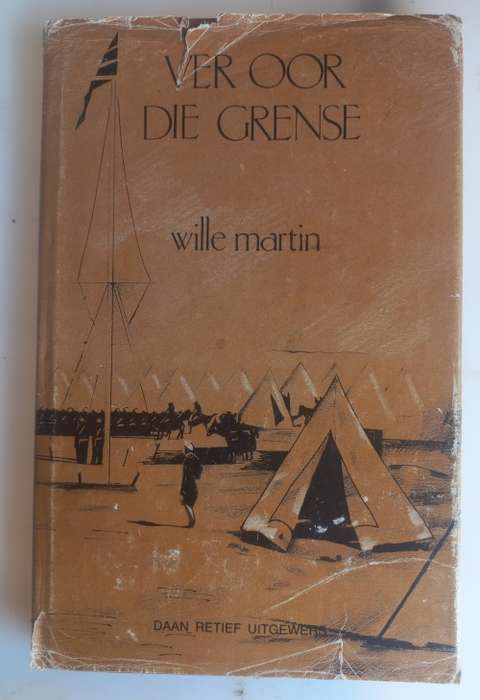 VER OOR
DIE GRENSE
wille martin
DAAN RETIEF UITGEWERS